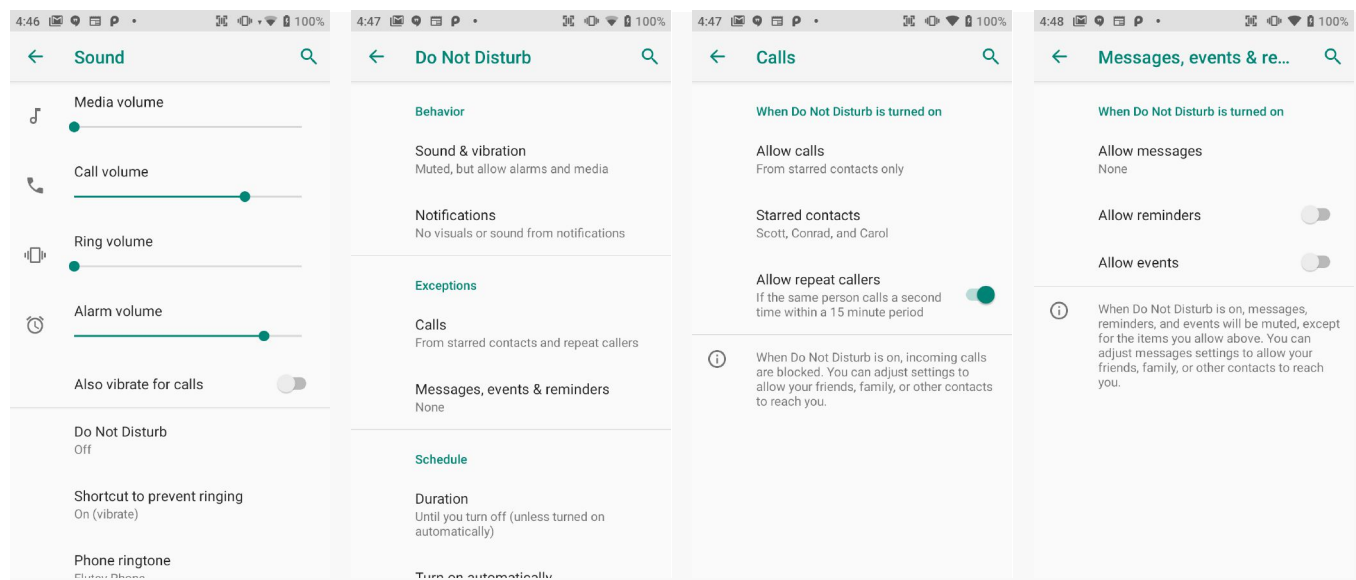 4:46
100%
Sound
Media volume
Call volume
Ring volume
Alarm volume
Also vibrate for calls
Do Not Disturb
Off
Shortcut to prevent ringing
On (vibrate)
Phone ringtone
4:47
100%
Do Not Disturb
Behavior
Sound & vibration
Muted, but allow alarms and media
Notifications
No visuals or sound from notifications
Exceptions
Calls
From starred contacts and repeat callers
Messages, events & reminders
None
Schedule
Duration
Until you turn off (unless turned on
automatically)
Turn on automatically
4:47
100%
Calls
When Do Not Disturb is turned on
Allow calls
From starred contacts only
Starred contacts
Scott, Conrad, and Carol
Allow repeat callers
If the same person calls a second
time within a 15 minute period
When Do Not Disturb is on, incoming calls
are blocked. You can adjust settings to
allow your friends, family, or other contacts
to reach you.
4:48
100%
Messages, events & re...
When Do Not Disturb is turned on
Allow messages
None
Allow reminders
Allow events
When Do Not Disturb is on, messages,
reminders, and events will be muted, except
for the items you allow above. You can
adjust messages settings to allow your
friends, family, or other contacts to reach
you.